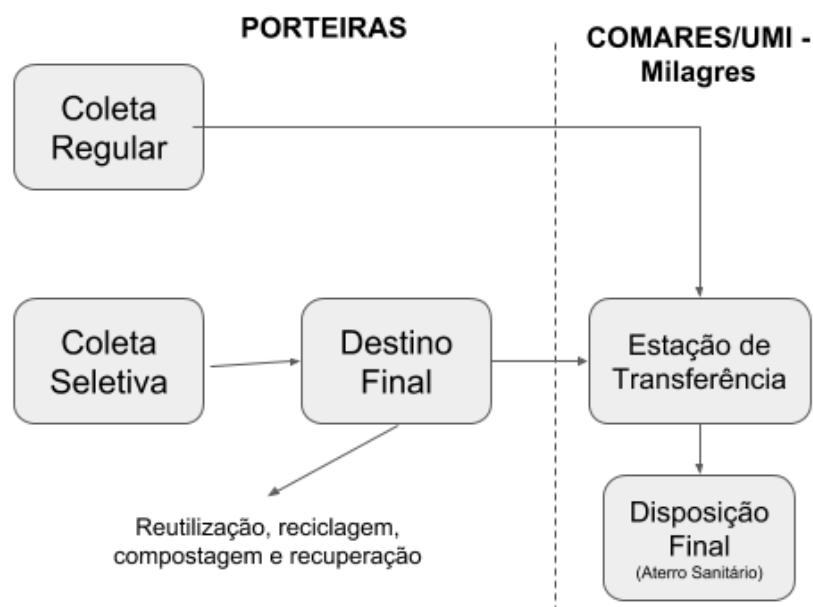 PORTEIRAS
COMARES/UMI -
Milagres
Coleta
Regular
Coleta
Seletiva
Destino
Final
Estação de
Transferência
Reutilização, reciclagem,
compostagem e recuperação
Disposição
Final
(Aterro Sanitário)